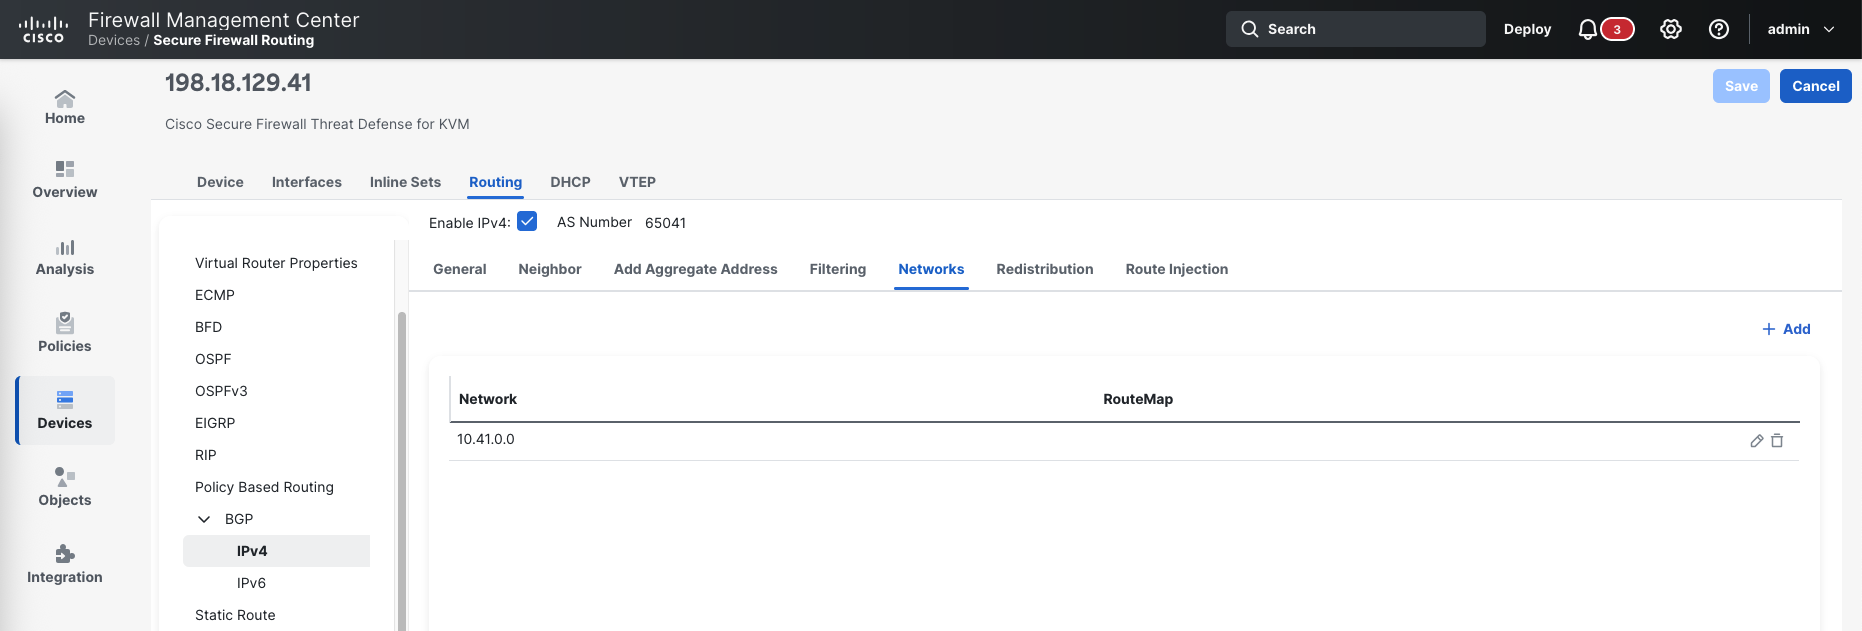 CISCO
Firewall Management Center
Devices / Secure Firewall Routing
Search
Deploy
3
admin
198.18.129.41
Save
Cancel
Cisco Secure Firewall Threat Defense for KVM
Home
Overview
Analysis
Policies
Devices
Objects
Integration
Device Interfaces Inline Sets Routing DHCP VTEP
Virtual Router Properties
ECMP
BFD
OSPF
OSPFv3
EIGRP
RIP
Policy Based Routing
BGP
IPv4
IPv6
Static Route
Enable IPv4: AS Number 65041
General Neighbor Add Aggregate Address Filtering Networks Redistribution Route Injection
+ Add
Network RouteMap
10.41.0.0